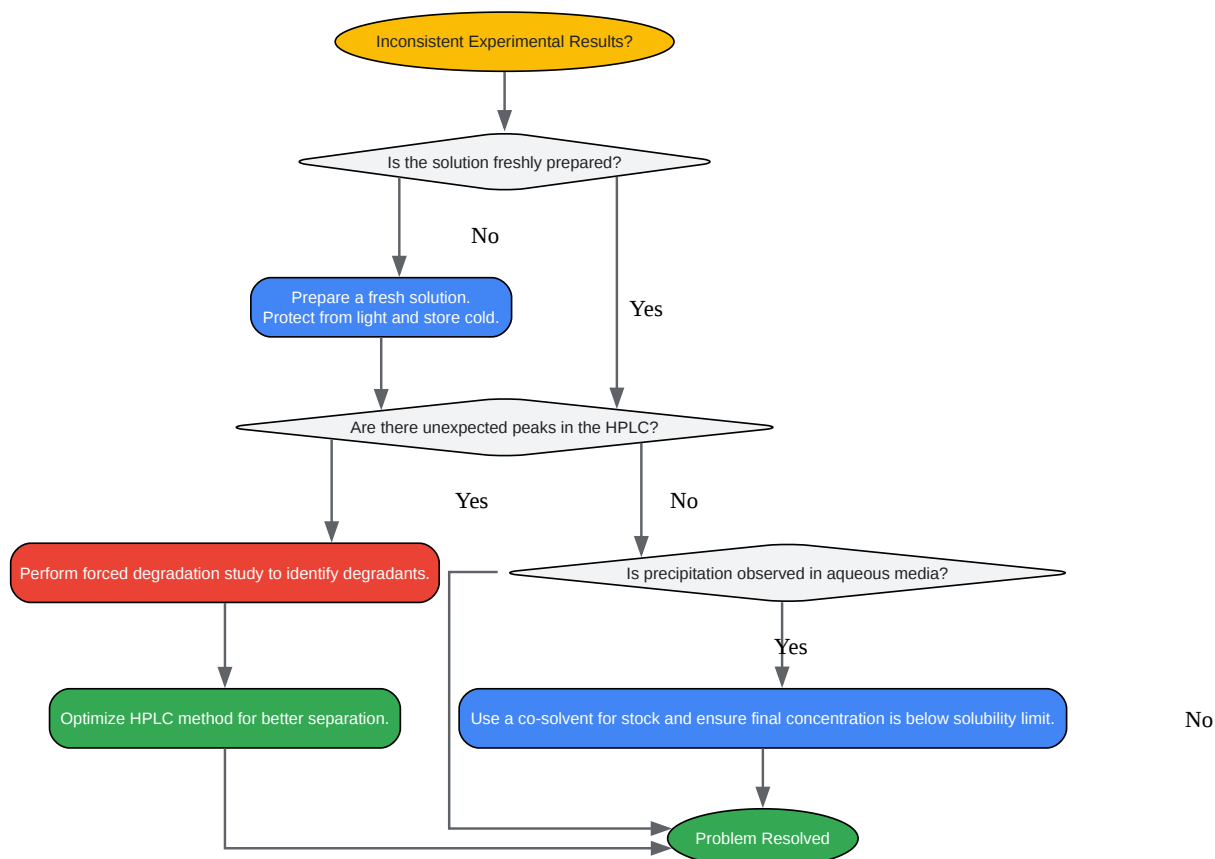 Inconsistent Experimental Results?
Is the solution freshly prepared?
No
Prepare a fresh solution.
Protect from light and store cold.
Yes
Are there unexpected peaks in the HPLC?
Yes
No
Perform forced degradation study to identify degradants.
Is precipitation observed in aqueous media?
Yes
Optimize HPLC method for better separation.
Use a co-solvent for stock and ensure final concentration is below solubility limit.
No
Problem Resolved